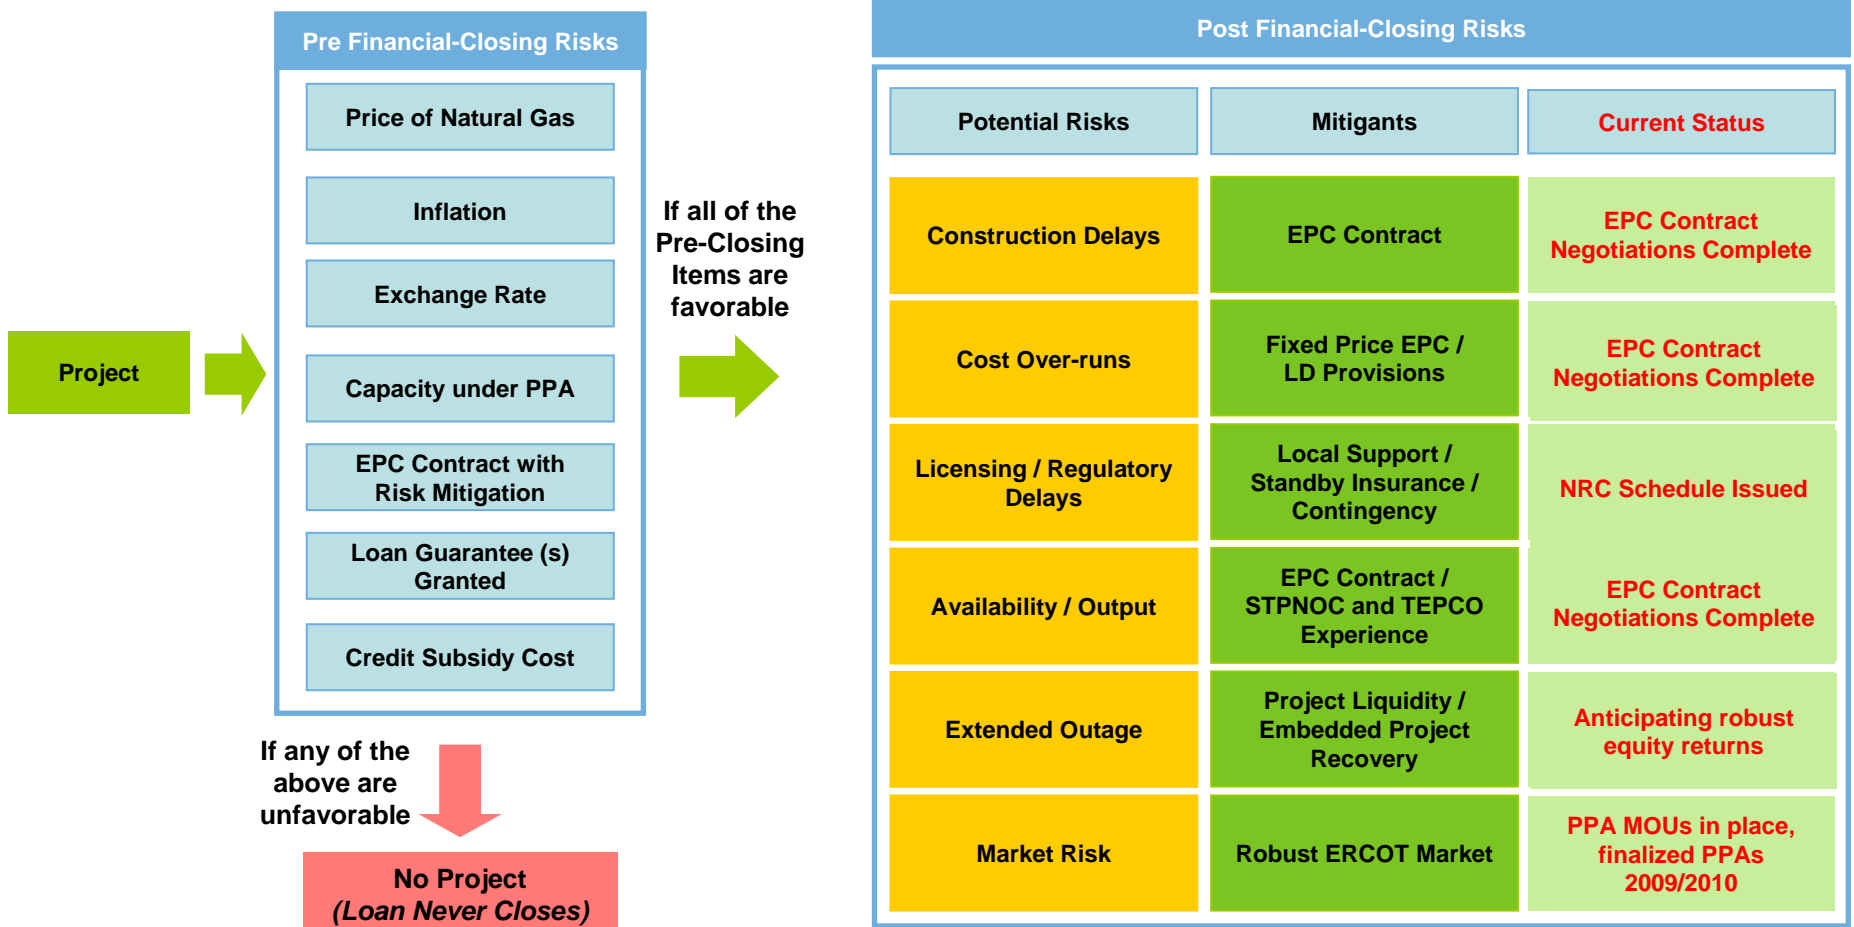 Project
Pre Financial-Closing Risks
Price of Natural Gas
Inflation
Exchange Rate
Capacity under PPA
EPC Contract with
Risk Mitigation
Loan Guarantee (s)
Granted
Credit Subsidy Cost
If any of the
above are
unfavorable
No Project
(Loan Never Closes)
If all of the
Pre-Closing
Items are
favorable
Post Financial-Closing Risks
Potential Risks
Mitigants
Current Status
Construction Delays
EPC Contract
EPC Contract
Negotiations Complete
Cost Over-runs
Fixed Price EPC /
LD Provisions
EPC Contract
Negotiations Complete
Licensing / Regulatory
Delays
Local Support /
Standby Insurance /
Contingency
NRC Schedule Issued
Availability / Output
EPC Contract /
STPNOC and TEPCO
Experience
EPC Contract
Negotiations Complete
Extended Outage
Project Liquidity /
Embedded Project
Recovery
Anticipating robust
equity returns
Market Risk
Robust ERCOT Market
PPA MOUs in place,
finalized PPAs
2009/2010